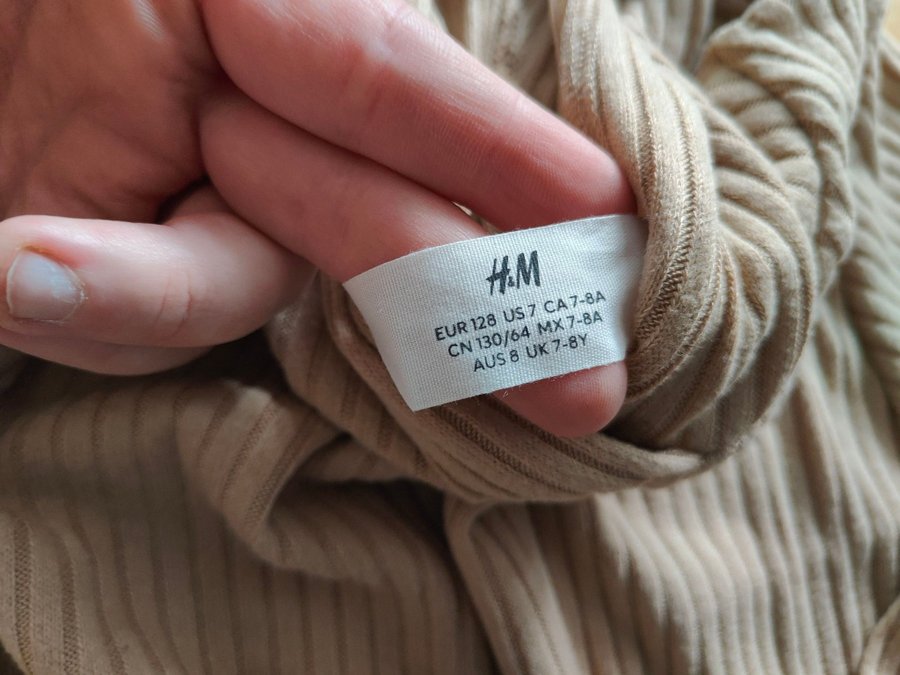 H&M
EUR 128 US 7 CA 7-8A
CN 130/64 MX 7-8A
AUS 8 UK 7-8Y